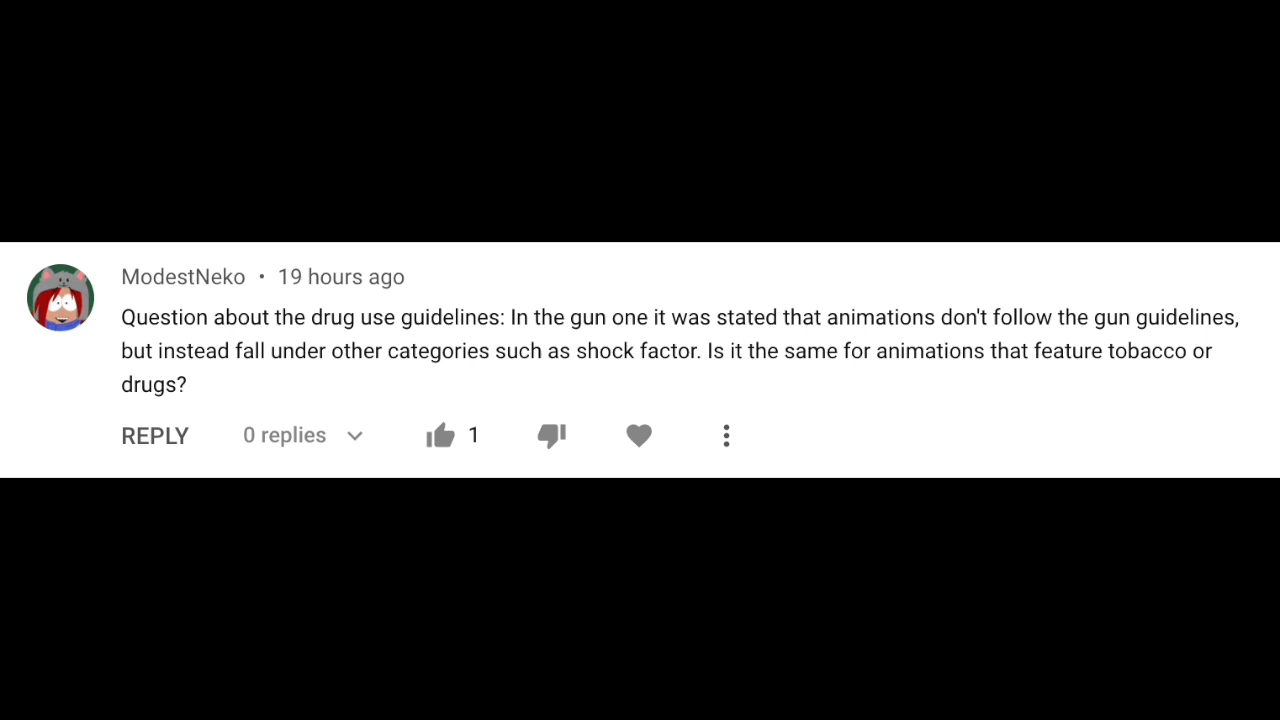 ModestNeko • 19 hours ago
Question about the drug use guidelines: In the gun one it was stated that animations don't follow the gun guidelines,
but instead fall under other categories such as shock factor. Is it the same for animations that feature tobacco or
drugs?
REPLY 0 replies 1